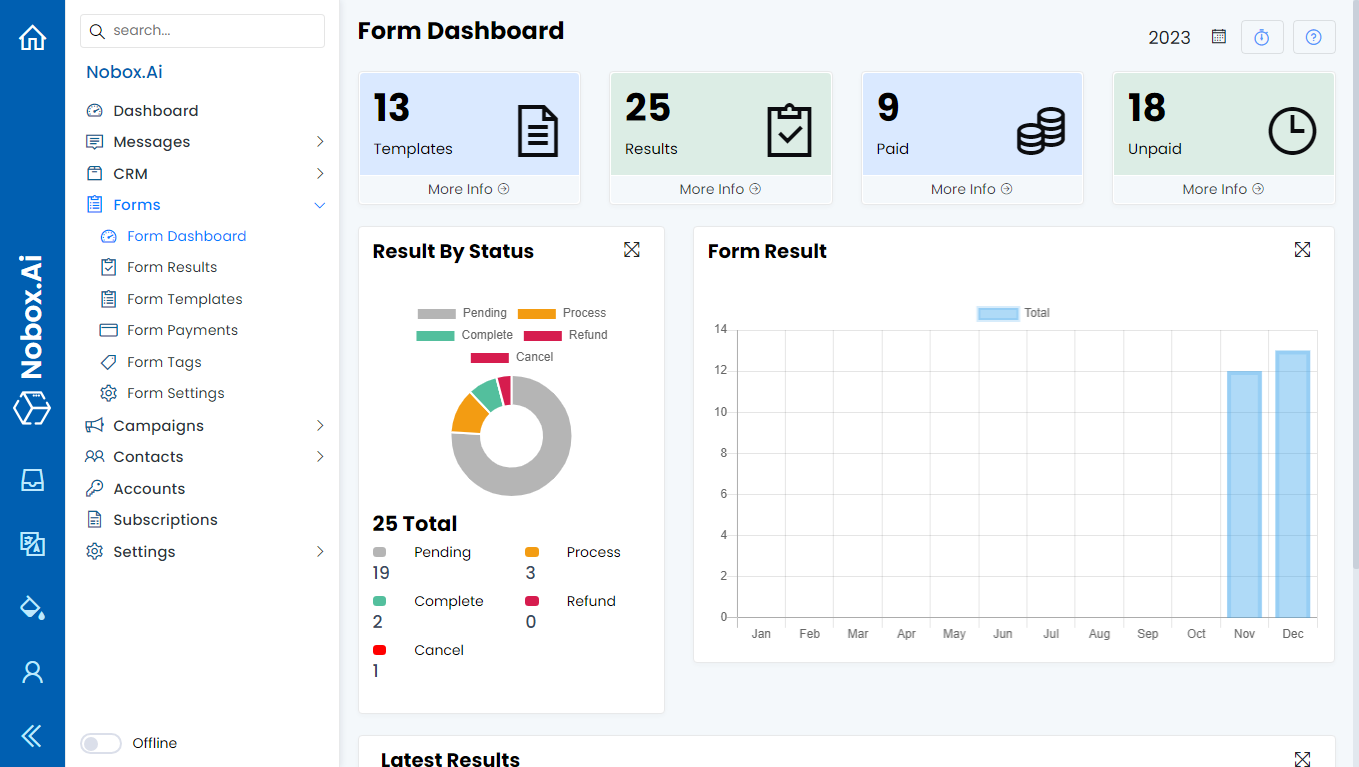 Nobox.Ai
search...
Nobox.Ai
Dashboard
Messages
CRM
Forms
Form Dashboard
Form Results
Form Templates
Form Payments
Form Tags
Form Settings
Campaigns
Contacts
Accounts
Subscriptions
Settings
Offline
Form Dashboard
2023
13
Templates
More Info
25
Results
More Info
9
Paid
More Info
18
Unpaid
More Info
Result By Status
Pending Process
Complete Refund
Cancel
25 Total
Pending Process
19 3
Complete Refund
2 0
Cancel
1
Form Result
Total
14
12
10
8
6
4
2
0
Jan Feb Mar Apr May Jun Jul Aug Sep Oct Nov Dec
Latest Results